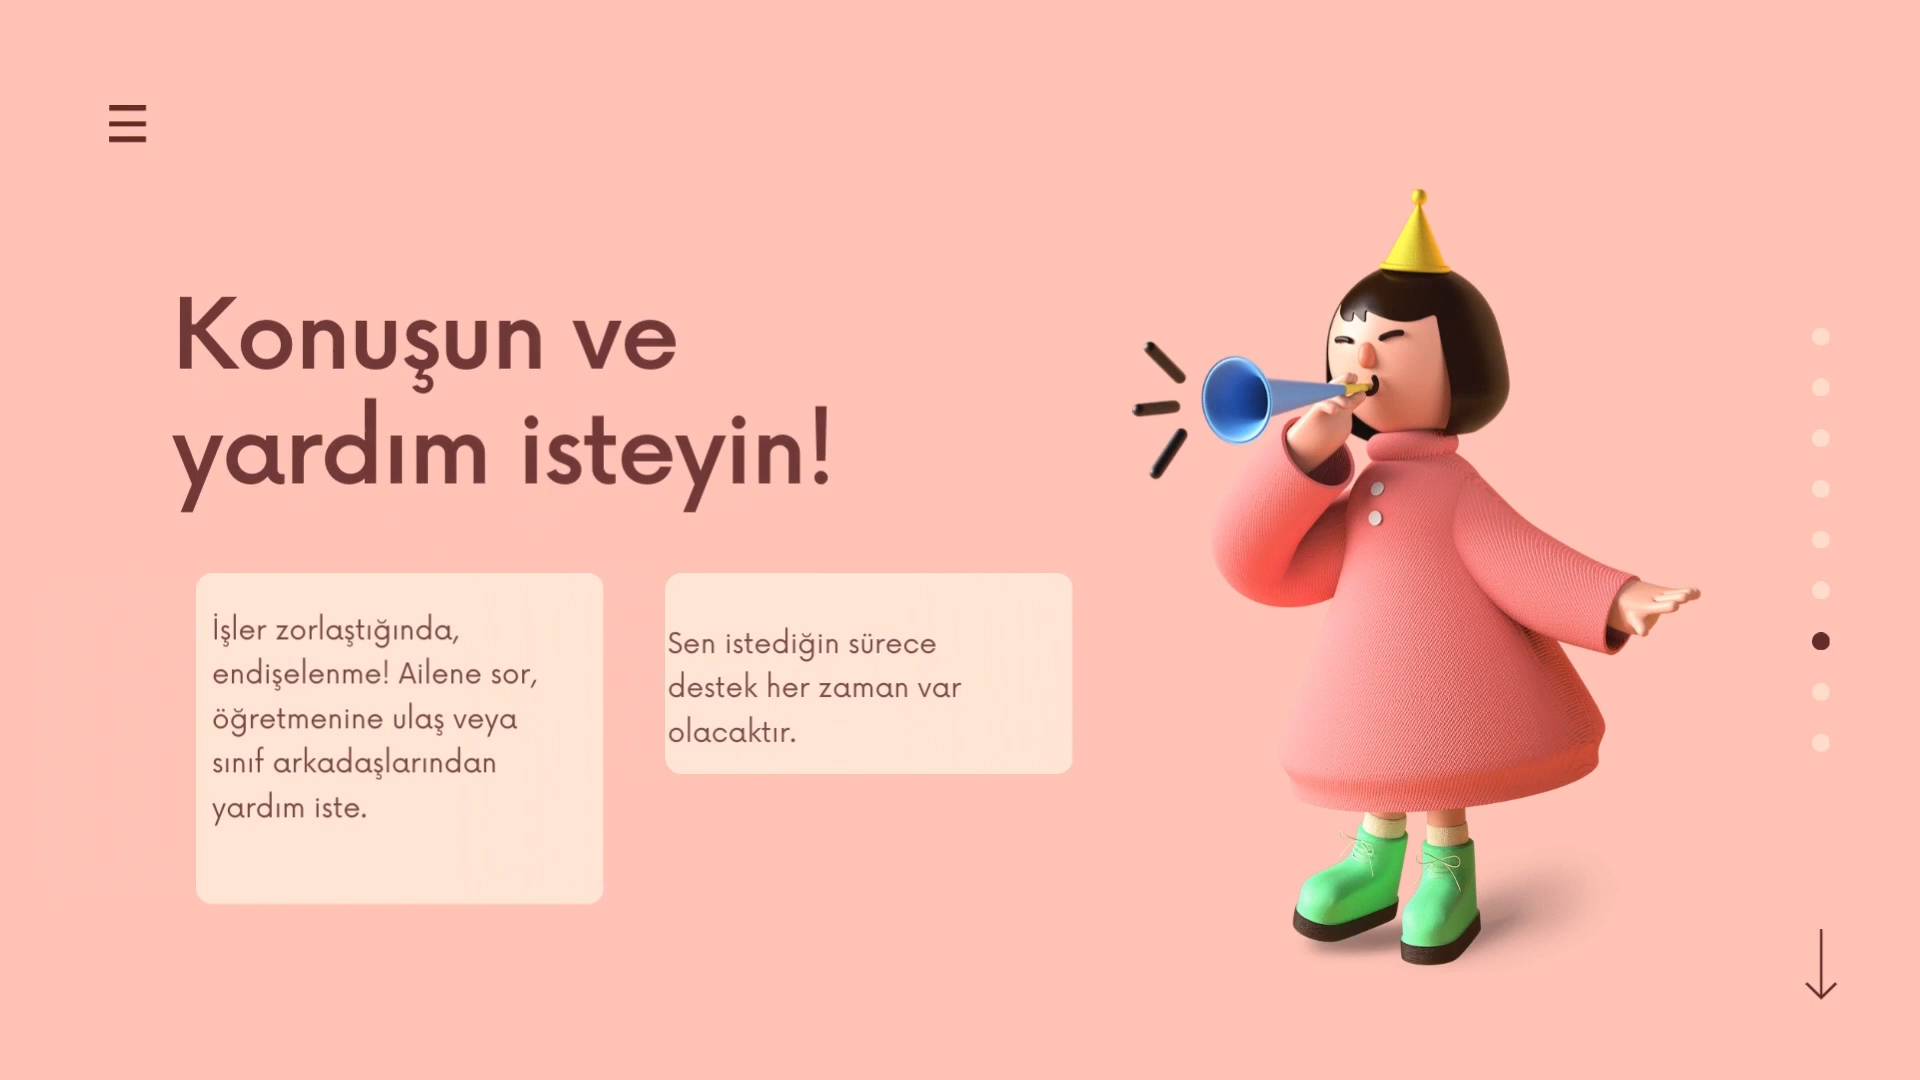 Konuşun ve
yardım isteyin!
İşler zorlaştığında,
endişelenme! Ailene sor,
öğretmenine ulaş veya
sınıf arkadaşlarından
yardım iste.
Sen istediğin sürece
destek her zaman var
olacaktır.